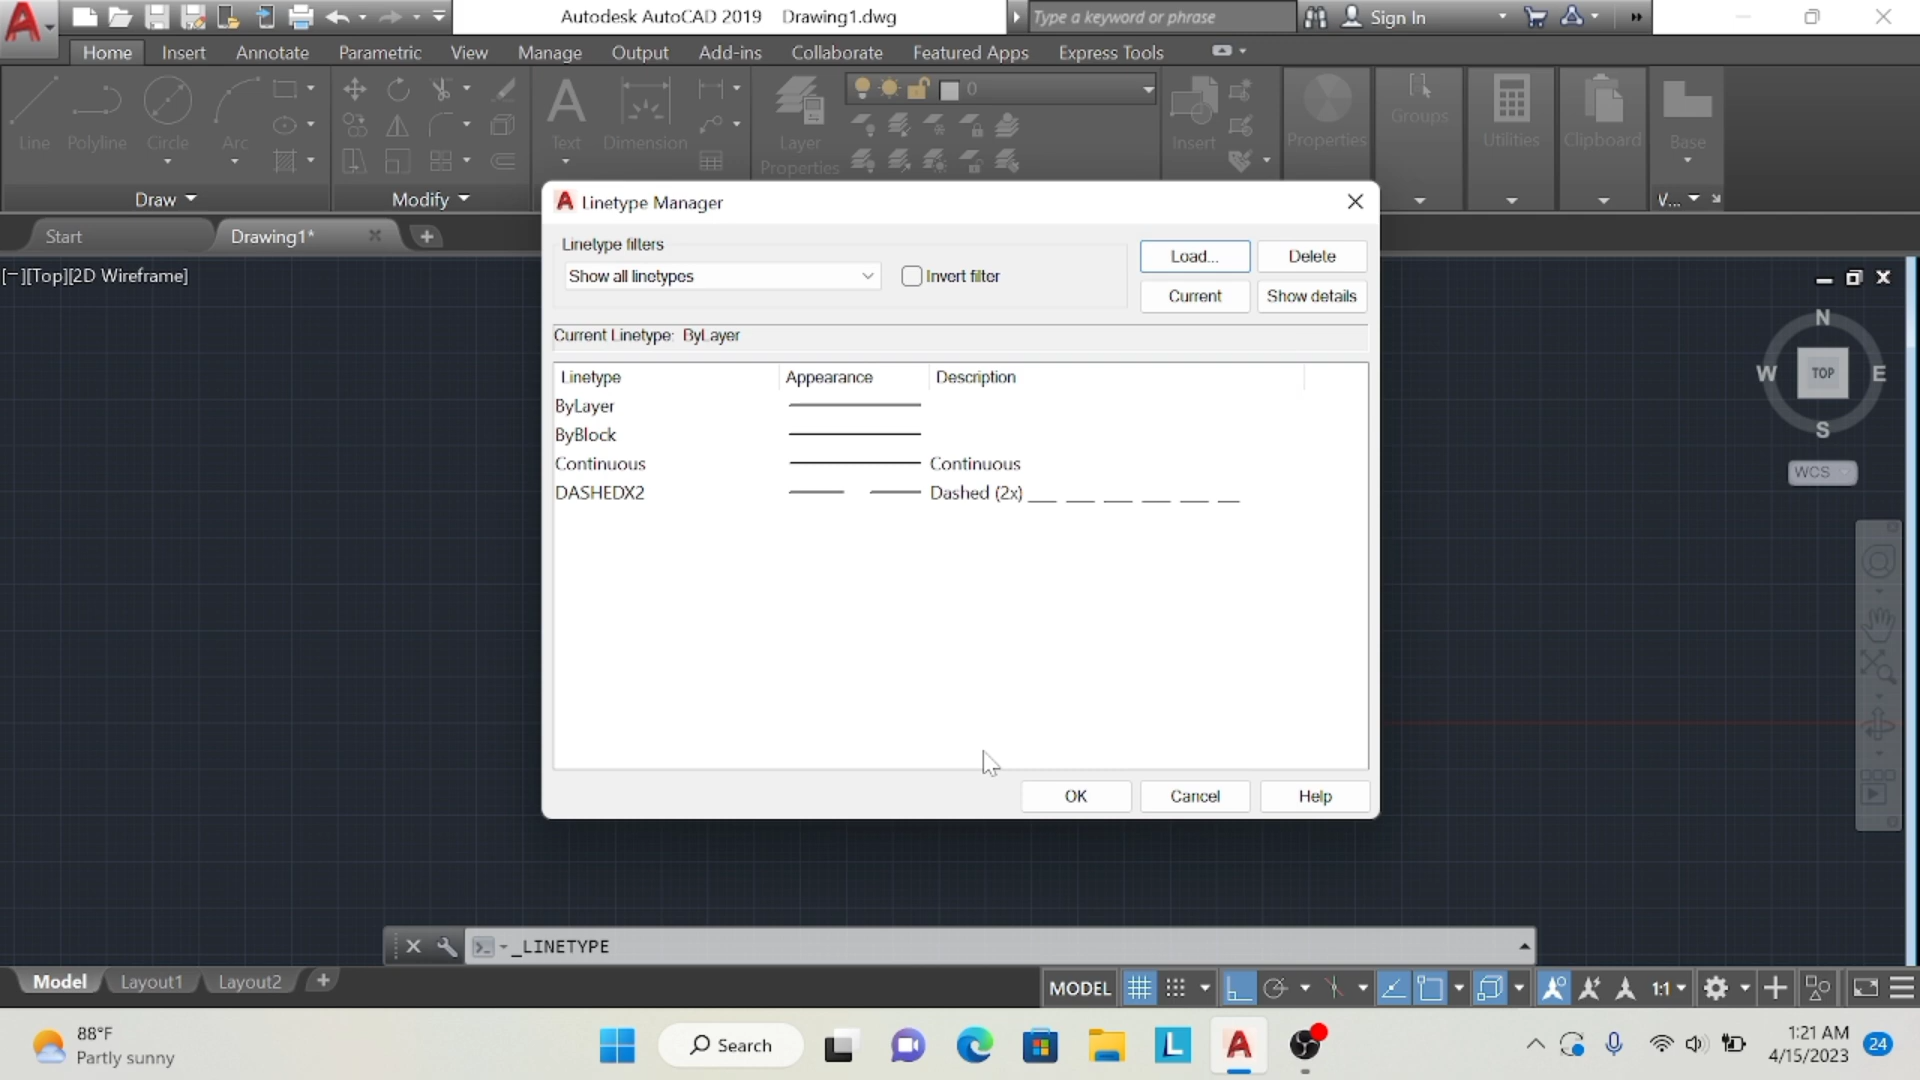 Autodesk AutoCAD 2019 Drawing1.dwg
Type a keyword or phrase
Sign In
Home Insert Annotate Parametric View Manage Output Add-ins Collaborate Featured Apps Express Tools
0
Line Polyline Circle Arc Text Dimension Layer Properties Insert Properties Groups Utilities Clipboard Base
Draw Modify V...
Start Drawing1* +
[−][Top][2D Wireframe]
Linetype Manager
Linetype filters
Show all linetypes
Invert filter
Load... Delete
Current Show details
Current Linetype: ByLayer
Linetype Appearance Description
ByLayer
ByBlock
Continuous Continuous
DASHEDX2 Dashed (2x) __ __ __ __ __ __
OK Cancel Help
N
W TOP E
S
WCS
_LINETYPE
Model Layout1 Layout2 +
MODEL 1:1
88°F
Partly sunny
Search
1:21 AM
4/15/2023
24